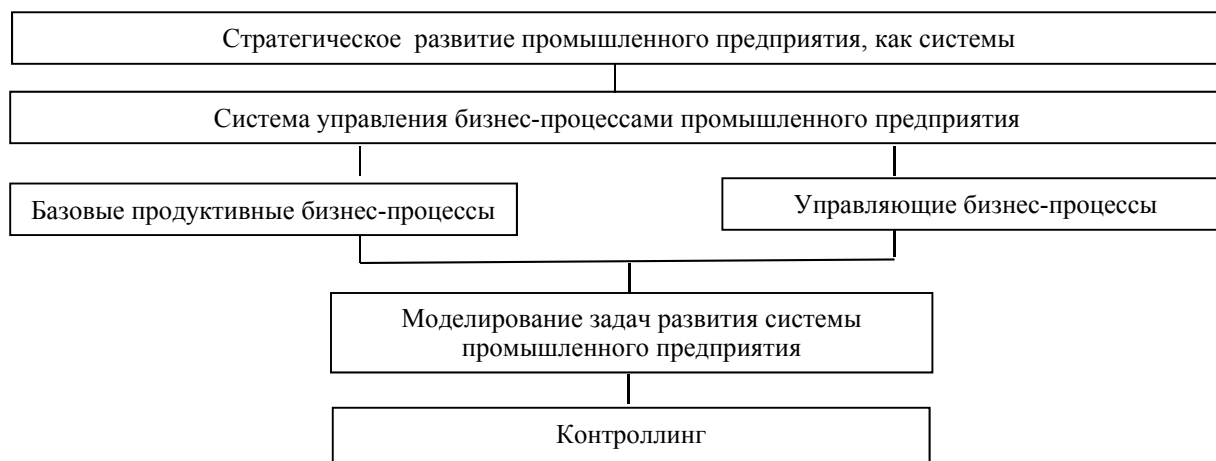 Стратегическое развитие промышленного предприятия, как системы
Система управления бизнес-процессами промышленного предприятия
Базовые продуктивные бизнес-процессы
Управляющие бизнес-процессы
Моделирование задач развития системы
промышленного предприятия
Контроллинг